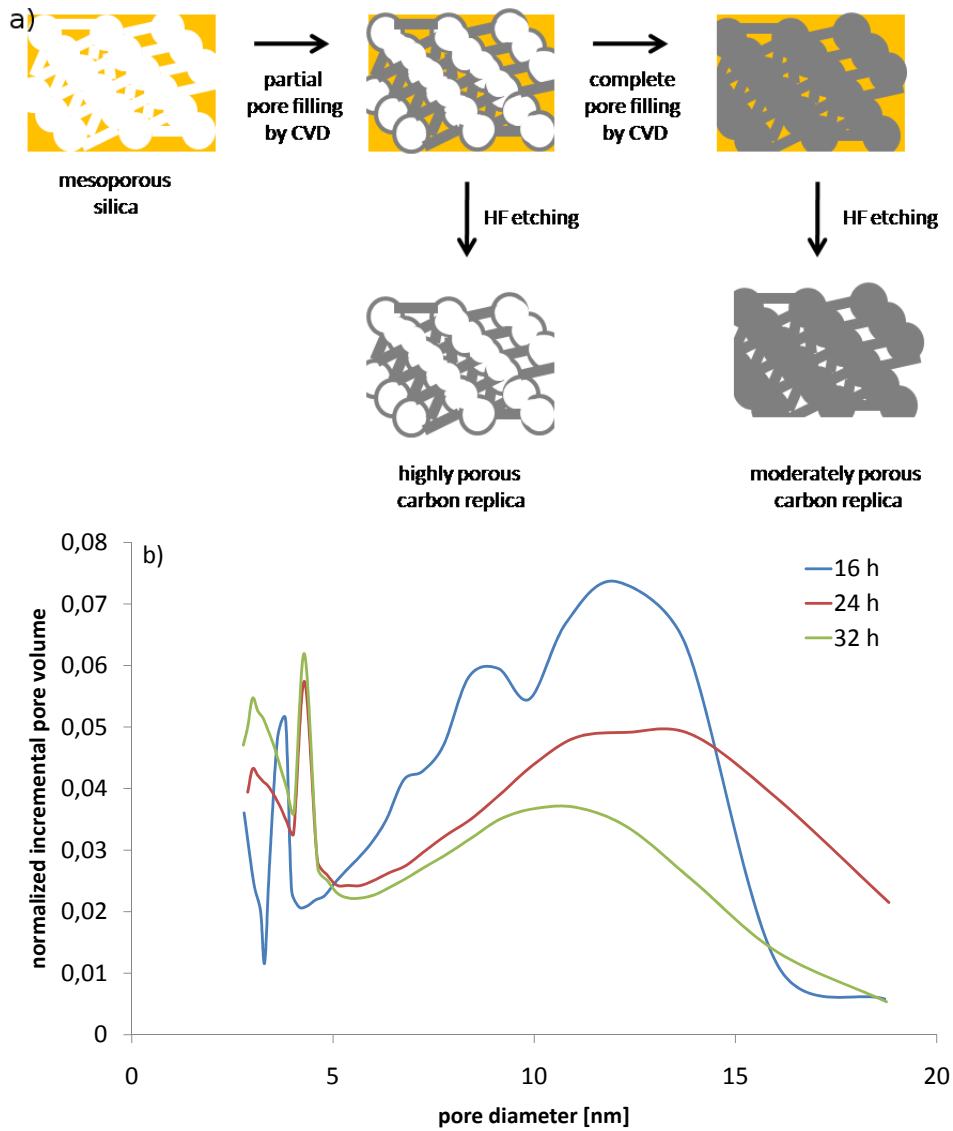 a)
partial
pore filling
by CVD
complete
pore filling
by CVD
mesoporous
silica
HF etching
HF etching
highly porous
carbon replica
moderately porous
carbon replica
b)
normalized incremental pore volume
0,08
0,07
0,06
0,05
0,04
0,03
0,02
0,01
0
16 h
24 h
32 h
0
5
10
15
20
pore diameter [nm]